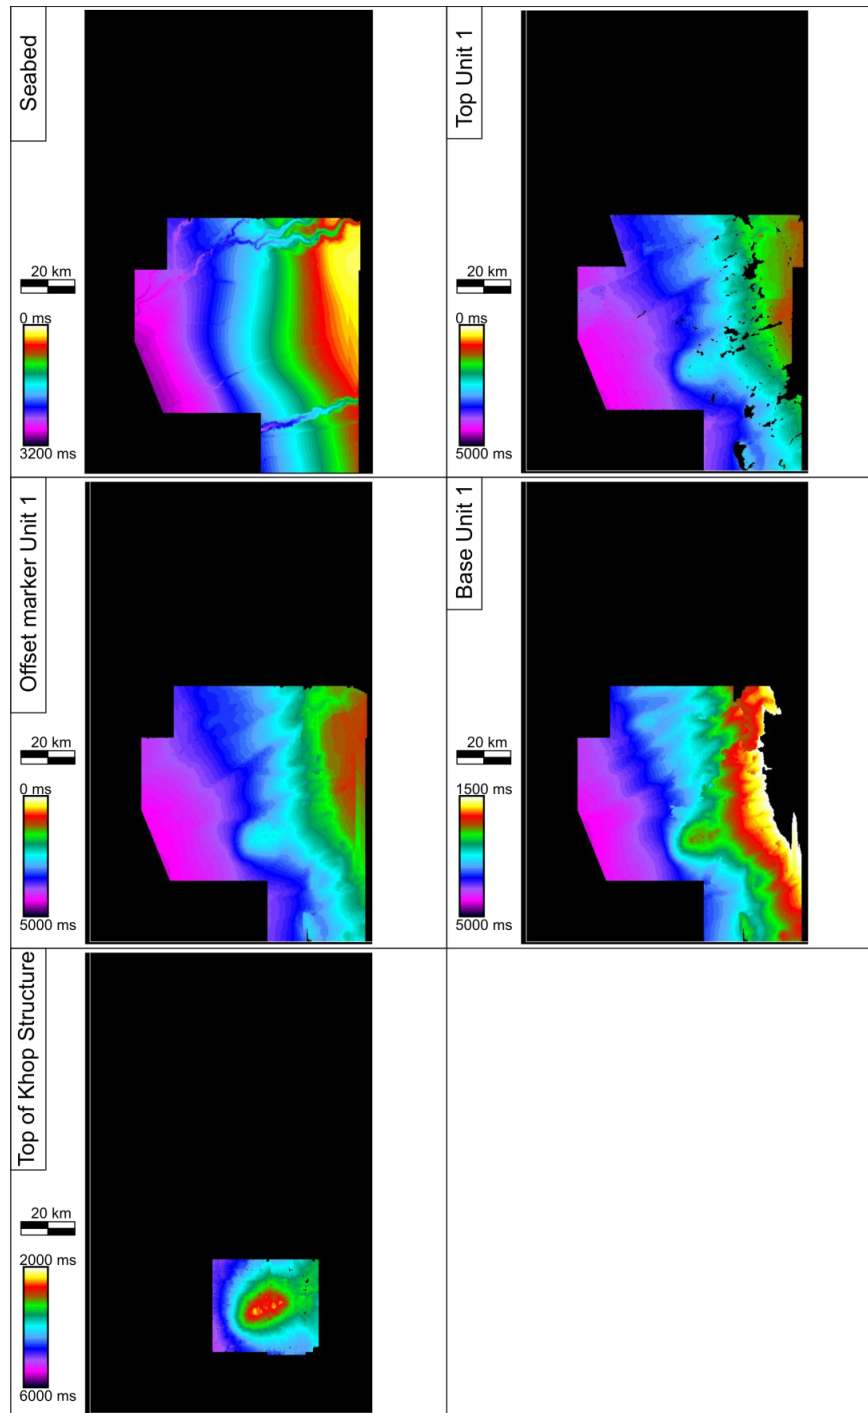 Seabed
20 km
0 ms
3200 ms
Top Unit 1
20 km
0 ms
5000 ms
Offset marker Unit 1
20 km
0 ms
5000 ms
Base Unit 1
20 km
1500 ms
5000 ms
Top of Khop Structure
20 km
2000 ms
6000 ms